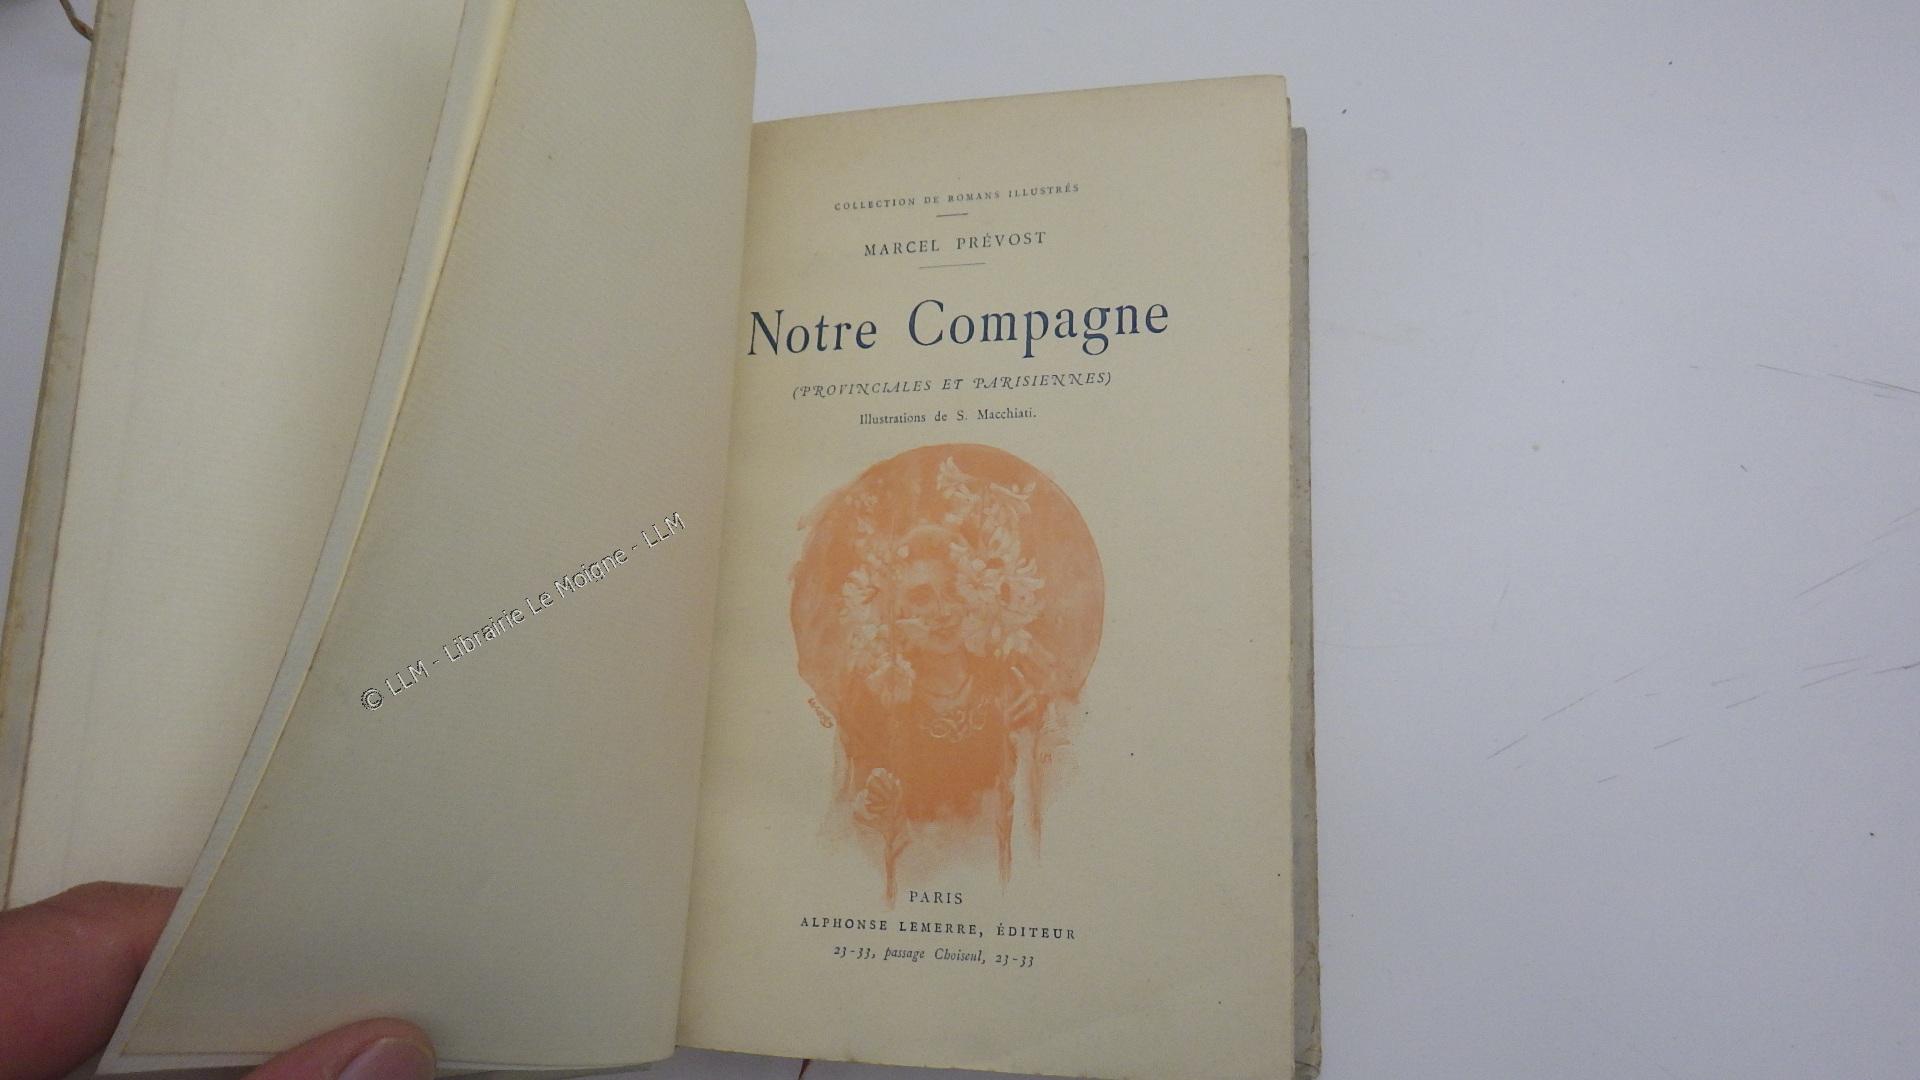 COLLECTION DE ROMANS ILLUSTRÉS
MARCEL PRÉVOST
Notre Compagne
(PROVINCIALES ET PARISIENNES)
Illustrations de S. Macchiati.
PARIS
ALPHONSE LEMERRE, ÉDITEUR
23-33, passage Choiseul, 23-33
© LLM - Librairie Le Moigne - LLM